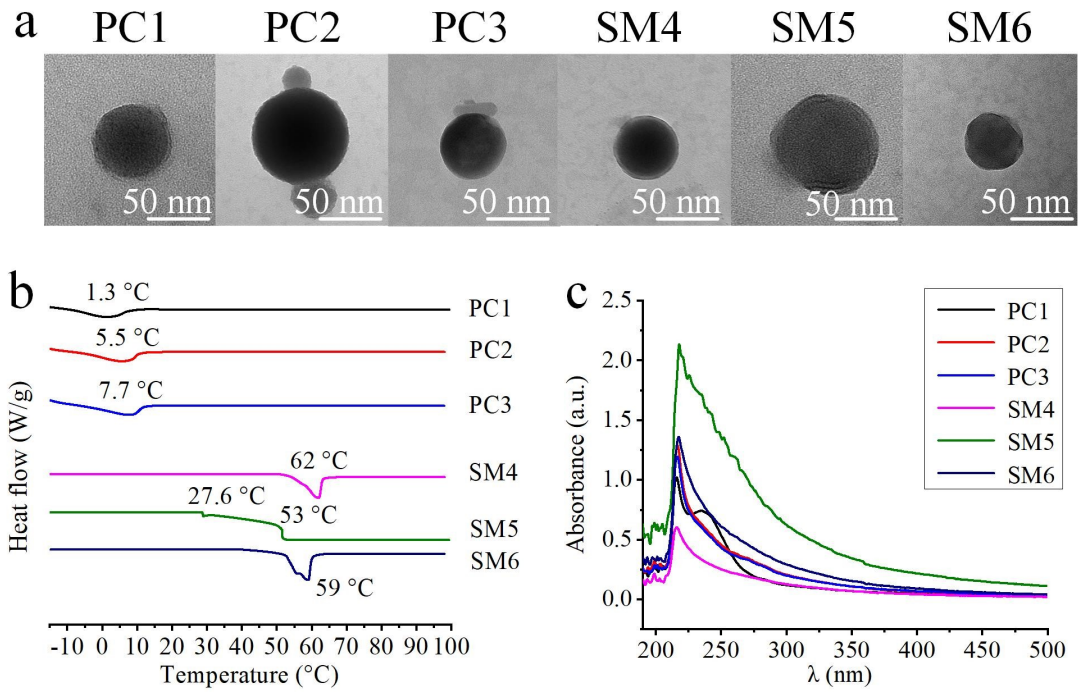 a
PC1 PC2 PC3 SM4 SM5 SM6
50 nm 50 nm 50 nm 50 nm 50 nm 50 nm
b
1.3 °C
PC1
5.5 °C
PC2
7.7 °C
PC3
62 °C
SM4
27.6 °C
53 °C
SM5
59 °C
SM6
Heat flow (W/g)
-10 0 10 20 30 40 50 60 70 80 90 100
Temperature (°C)
c
2.5
2.0
1.5
1.0
0.5
0.0
Absorbance (a.u.)
PC1
PC2
PC3
SM4
SM5
SM6
200 250 300 350 400 450 500
λ (nm)